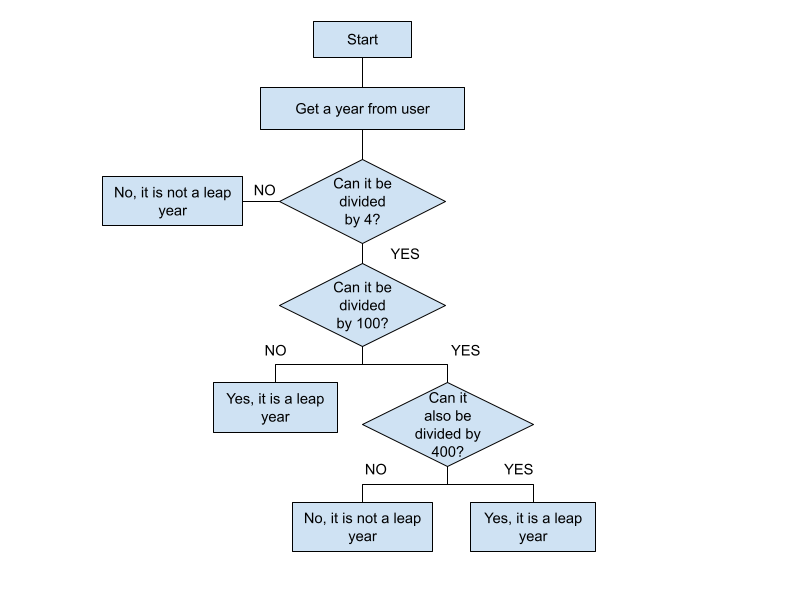 Start
Get a year from user
Can it be
divided
by 4?
NO
No, it is not a leap
year
YES
Can it be
divided
by 100?
NO
YES
Yes, it is a leap
year
Can it
also be
divided by
400?
NO
YES
No, it is not a leap
year
Yes, it is a leap
year